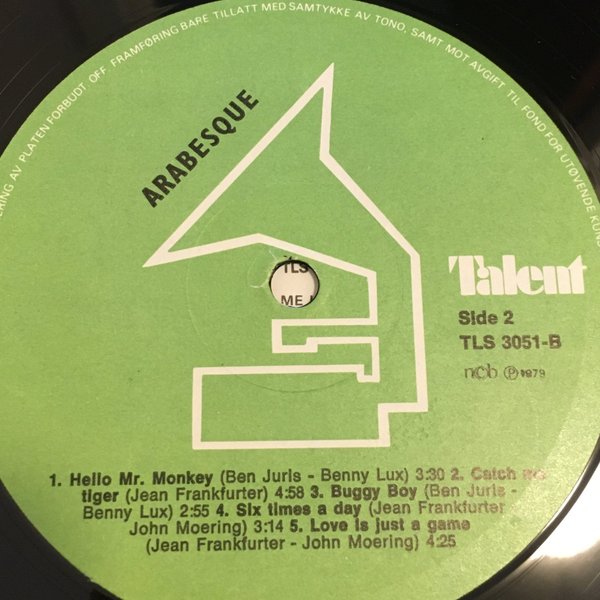 ERING AV PLATEN FORBUDT. OFF. FRAMFØRING BARE TILLATT MED SAMTYKKE AV TONO, SAMT MOT AVGIFT TIL FOND FOR UTØVENDE KUNS
ARABESQUE
TLS
ME
Talent
Side 2
TLS 3051-B
ncb Ⓟ 1979
1. Hello Mr. Monkey (Ben Juris - Benny Lux) 3:30 2. Catch me
tiger (Jean Frankfurter) 4:58 3. Buggy Boy (Ben Juris -
Benny Lux) 2:55 4. Six times a day (Jean Frankfurter
John Moering) 3:14 5. Love is just a game
(Jean Frankfurter - John Moering) 4:25